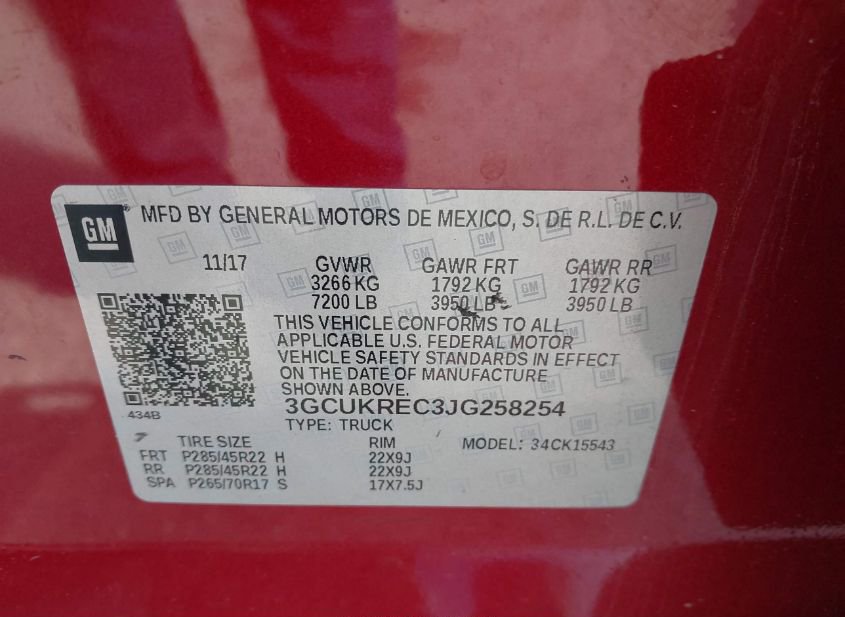 GM MFD BY GENERAL MOTORS DE MEXICO, S. DE R.L. DE C.V.
11/17 GVWR GAWR FRT GAWR RR
3266 KG 1792 KG 1792 KG
7200 LB 3950 LB 3950 LB
THIS VEHICLE CONFORMS TO ALL
APPLICABLE U.S. FEDERAL MOTOR
VEHICLE SAFETY STANDARDS IN EFFECT
ON THE DATE OF MANUFACTURE
SHOWN ABOVE.
3GCUKREC3JG258254
434B
TYPE: TRUCK
TIRE SIZE RIM MODEL: 34CK15543
FRT P285/45R22 H 22X9J
RR P285/45R22 H 22X9J
SPA P265/70R17 S 17X7.5J